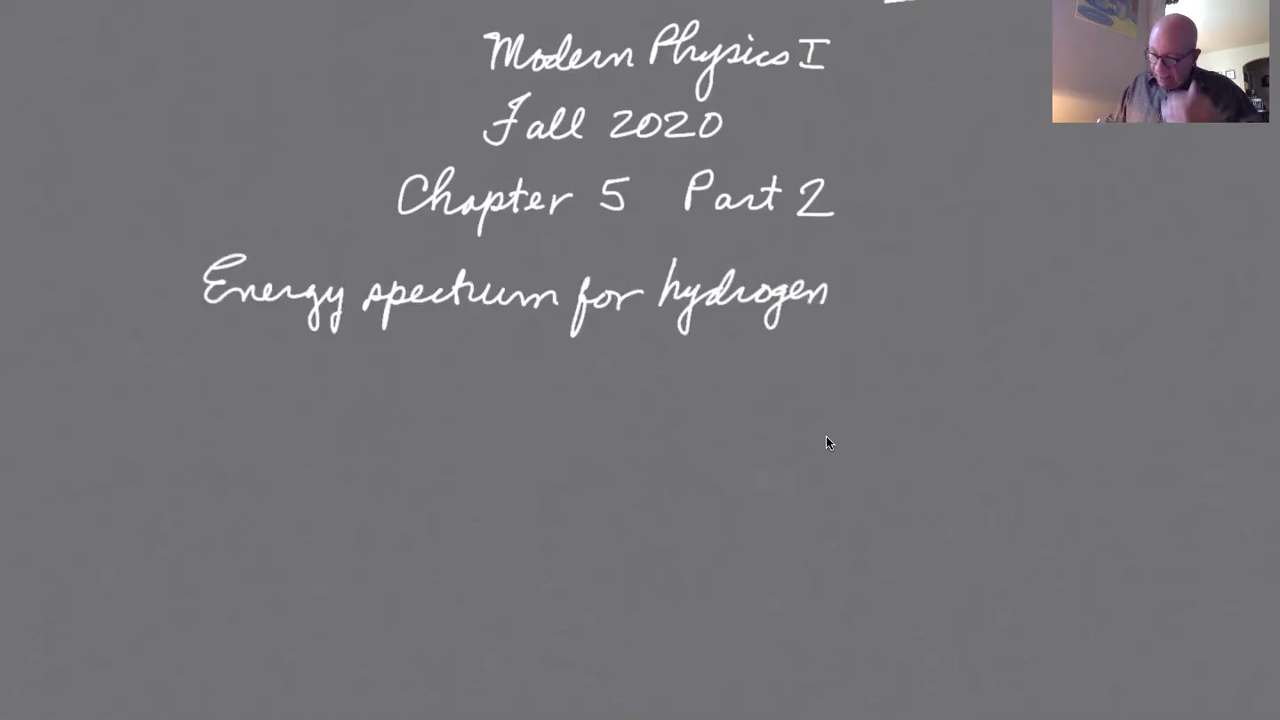 Modern Physics I
Fall 2020
Chapter 5 Part 2
Energy spectrum for hydrogen